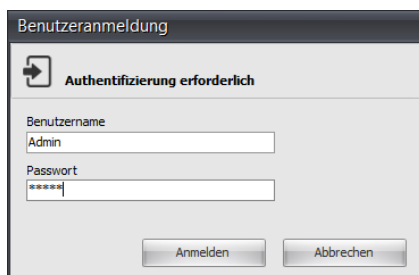 Benutzeranmeldung
Authentifizierung erforderlich
Benutzername
Admin
Passwort
*****
Anmelden Abbrechen